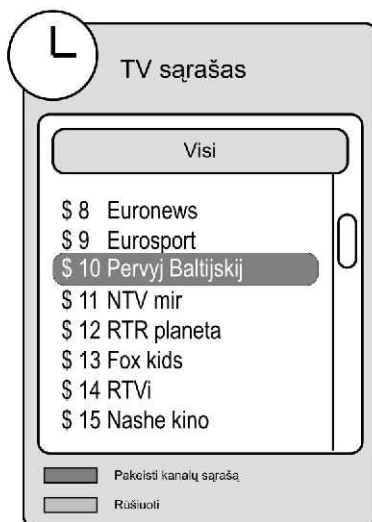 TV sąrašas
Visi
$ 8 Euronews
$ 9 Eurosport
$ 10 Pervyj Baltijskij
$ 11 NTV mir
$ 12 RTR planeta
$ 13 Fox kids
$ 14 RTVi
$ 15 Nashe kino
Pakeisti kanalų sąrašą
Rūšiuoti